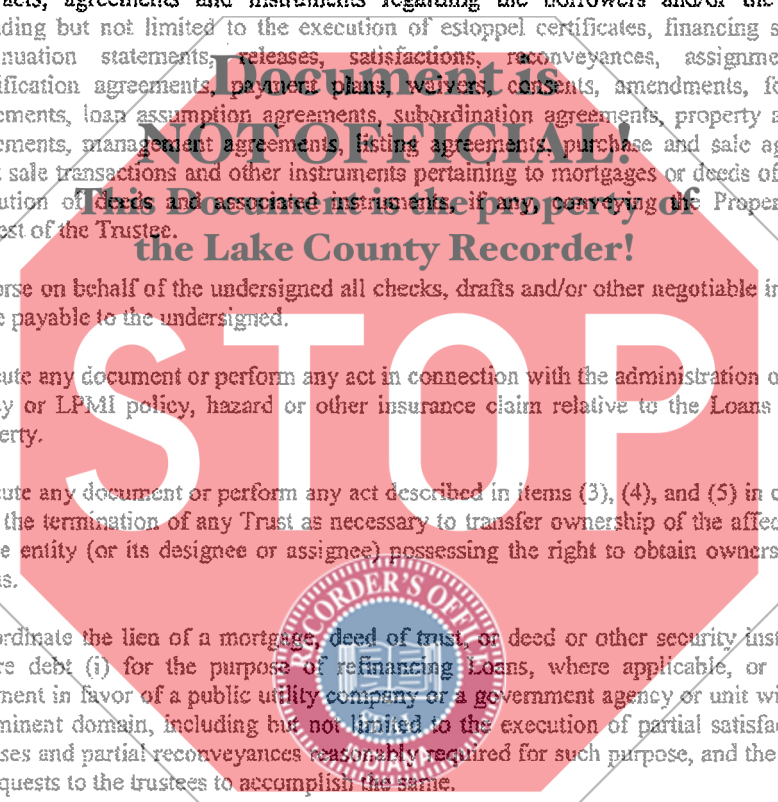 acts, agreements and instruments regarding the borrowers and/or the
ding but not limited to the execution of estoppel certificates, financing s
nuation statements, releases, satisfactions, reconveyances, assignme
ification agreements, payment plans, waivers, consents, amendments, fo
ements, loan assumption agreements, subordination agreements, property a
ements, management agreements, listing agreements, purchase and sale ag
sale transactions and other instruments pertaining to mortgages or deeds of
ution of deeds and associated instruments, if any, conveying the Proper
est of the Trustee.
Document is
NOT OFFICIAL!
This Document is the property of
the Lake County Recorder!
orse on behalf of the undersigned all checks, drafts and/or other negotiable in
e payable to the undersigned.
STOP
ute any document or perform any act in connection with the administration o
y or LPMI policy, hazard or other insurance claim relative to the Loans
erty.
ute any document or perform any act described in items (3), (4), and (5) in c
the termination of any Trust as necessary to transfer ownership of the affec
e entity (or its designee or assignee) possessing the right to obtain owners
s.
rdinate the lien of a mortgage, deed of trust, or deed or other security inst
re debt (i) for the purpose of refinancing Loans, where applicable, or
ment in favor of a public utility company or a government agency or unit wi
minent domain, including but not limited to the execution of partial satisfac
ses and partial reconveyances reasonably required for such purpose, and the
quests to the trustees to accomplish the same.
RECORDER'S OFFICE
INDIANA